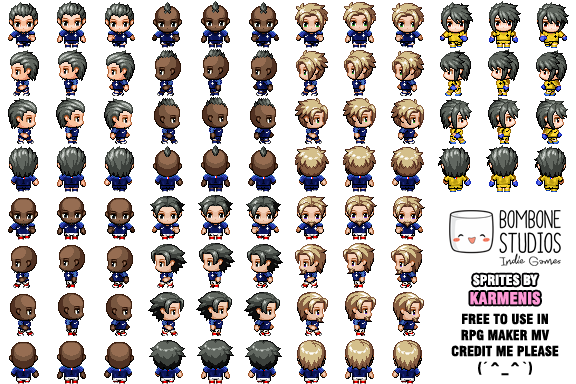 BOMBONE
STUDIOS
Indie Games
SPRITES BY
KARMENIS
FREE TO USE IN
RPG MAKER MV
CREDIT ME PLEASE
(´^_^`)